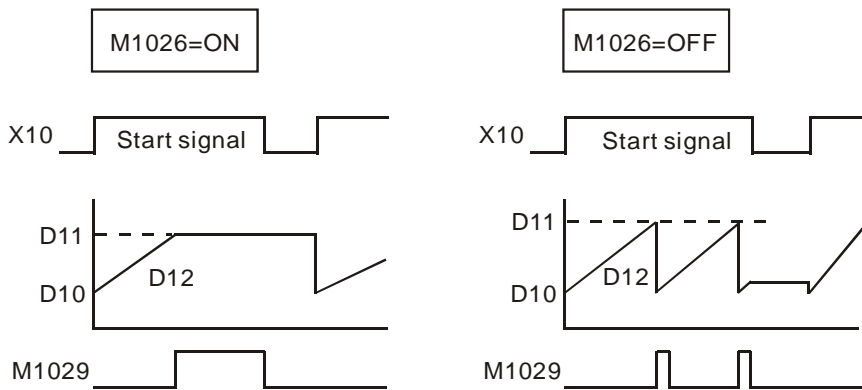 M1026=ON
X10
Start signal
D11
D12
D10
M1029
M1026=OFF
X10
Start signal
D11
D12
D10
M1029